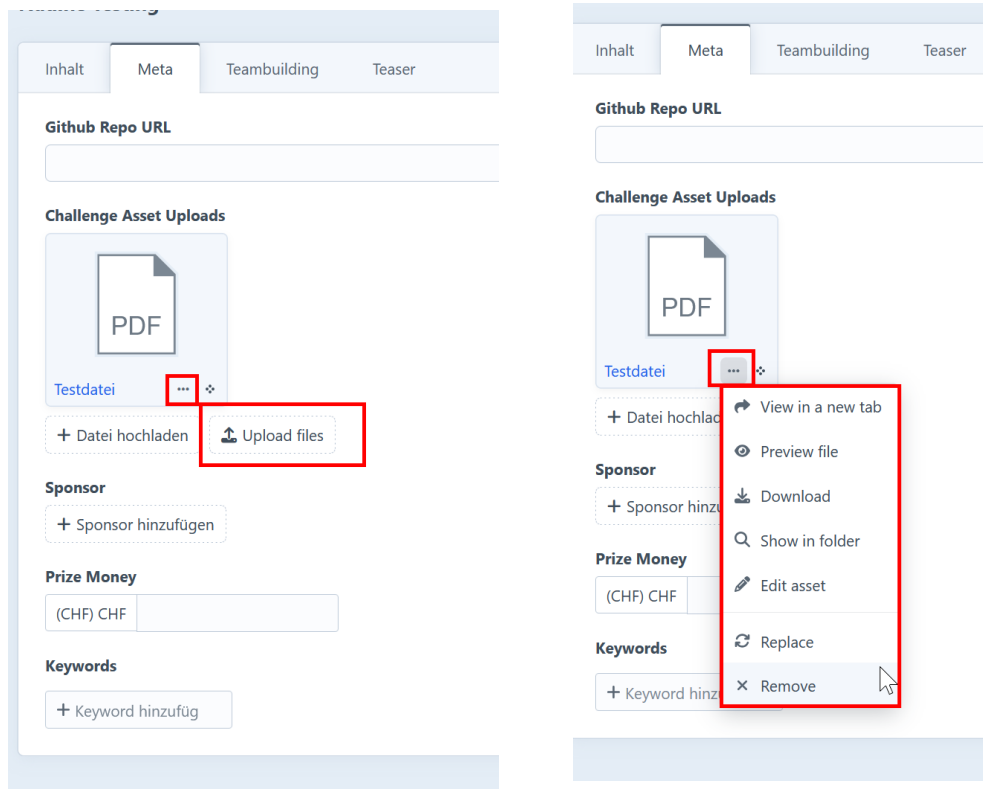 Inhalt Meta Teambuilding Teaser
Github Repo URL
Challenge Asset Uploads
PDF
Testdatei
Datei hochladen Upload files
Sponsor
Sponsor hinzufügen
Prize Money
(CHF) CHF
Keywords
Keyword hinzufüg
Inhalt Meta Teambuilding Teaser
Github Repo URL
Challenge Asset Uploads
PDF
Testdatei
Datei hochlad
Sponsor
Sponsor hinzu
Prize Money
(CHF) CHF
Keywords
Keyword hinz
View in a new tab
Preview file
Download
Show in folder
Edit asset
Replace
Remove